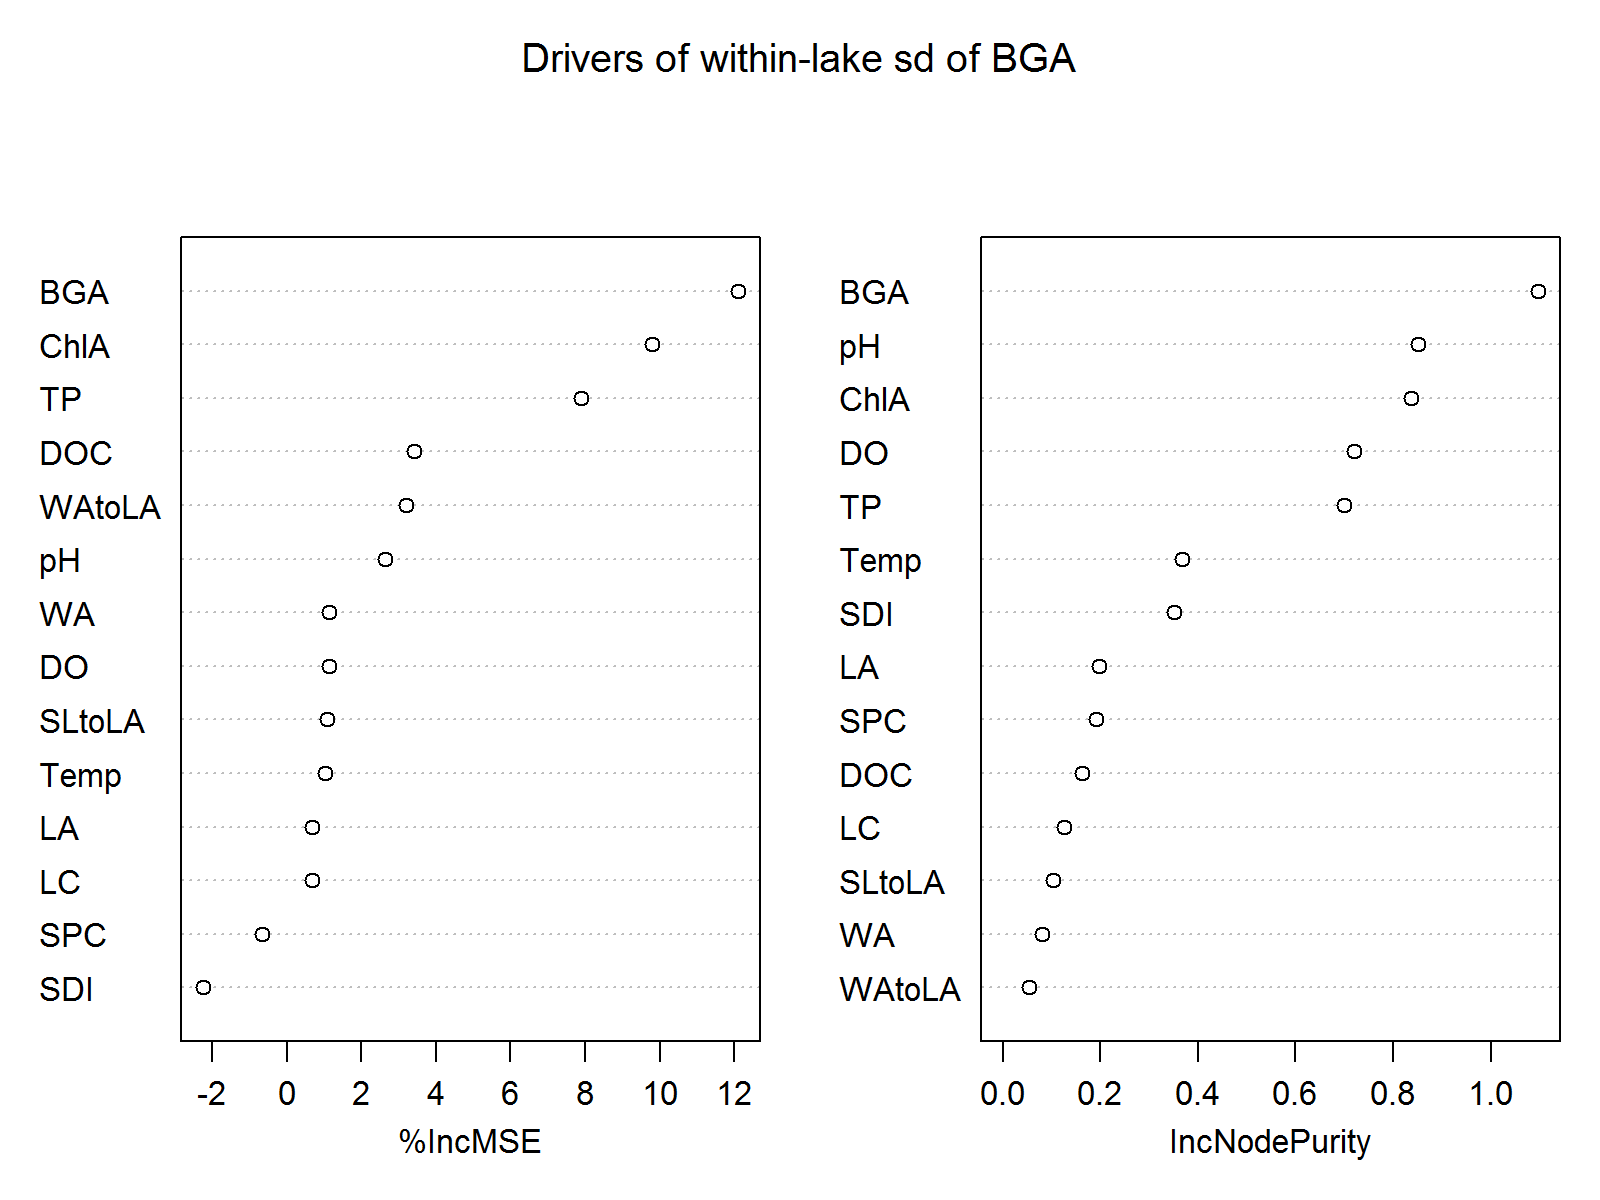 Drivers of within-lake sd of BGA
BGA
ChlA
TP
DOC
WAtoLA
pH
WA
DO
SLtoLA
Temp
LA
LC
SPC
SDI
-2 0 2 4 6 8 10 12
%IncMSE
BGA
pH
ChlA
DO
TP
Temp
SDI
LA
SPC
DOC
LC
SLtoLA
WA
WAtoLA
0.0 0.2 0.4 0.6 0.8 1.0
IncNodePurity